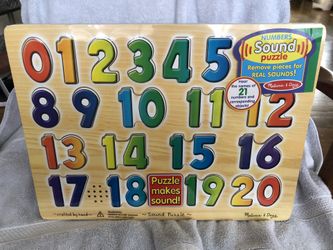 0 1 2 3 4 5
NUMBERS
Sound
puzzle
Remove pieces for
REAL SOUNDS!
Melissa & Doug
Hear
the names of
21
numbers and
corresponding
objects!
8 9 10 11 12
13 14 15 16
17 18
Puzzle
makes
sound!
19 20
~ Sound Puzzle ~
Melissa & Doug